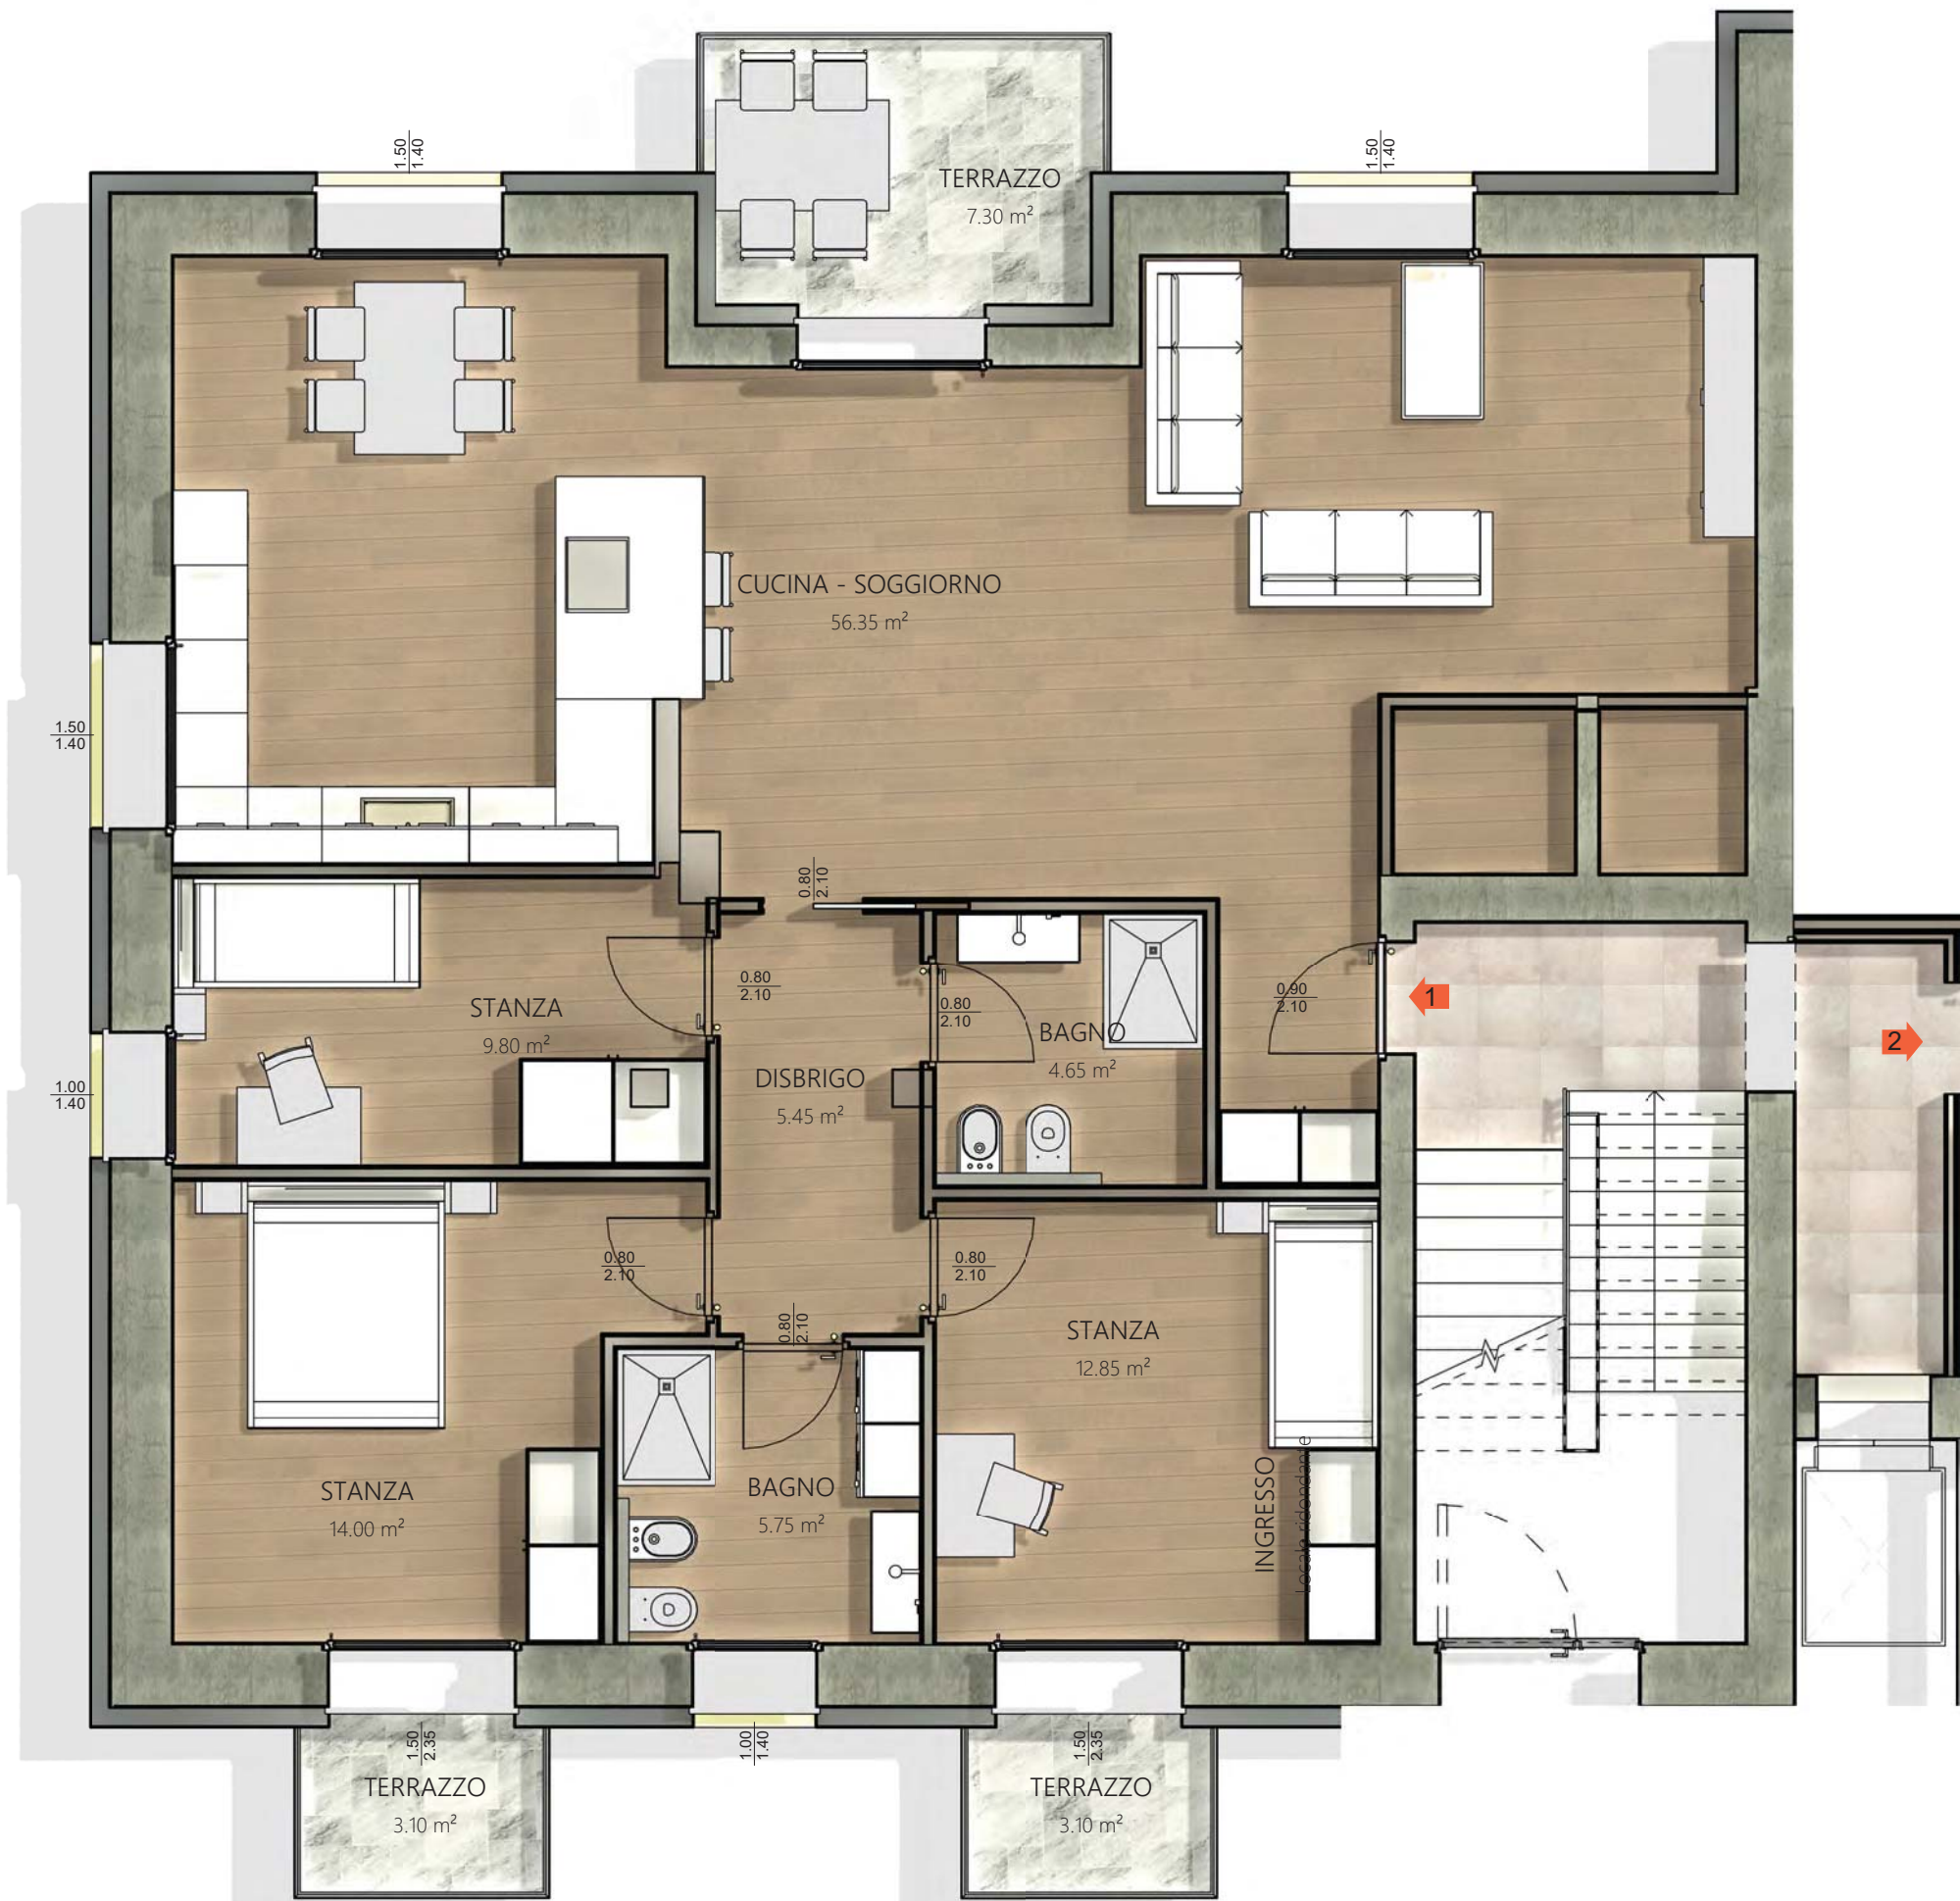 1.50
1.40
1.50
1.40
TERRAZZO
7.30 m²
CUCINA - SOGGIORNO
56.35 m²
1.50
1.40
0.80
2.10
0.80
2.10
STANZA
9.80 m²
0.80
2.10
BAGNO
4.65 m²
0.90
2.10
1
2
DISBRIGO
5.45 m²
1.00
1.40
0.80
2.10
0.80
2.10
0.80
2.10
STANZA
12.85 m²
STANZA
14.00 m²
BAGNO
5.75 m²
INGRESSO
Locale ridondante
1.50
2.35
1.00
1.40
1.50
2.35
TERRAZZO
3.10 m²
TERRAZZO
3.10 m²